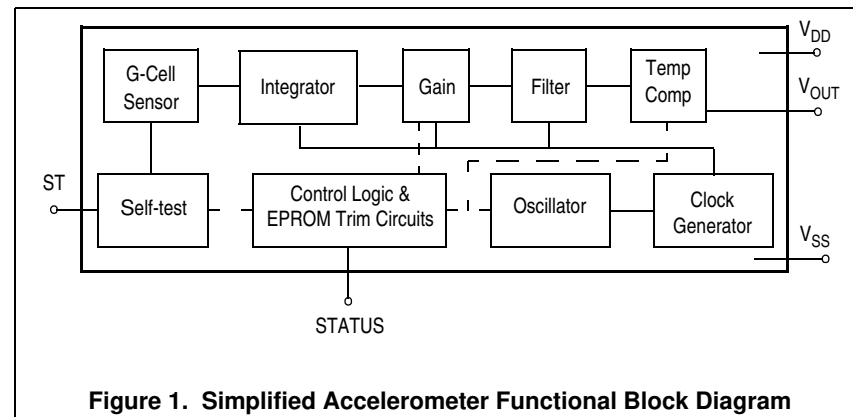 V_DD
G-Cell
Sensor
Integrator
Gain
Filter
Temp
Comp
V_OUT
ST
Self-test
Control Logic &
EPROM Trim Circuits
Oscillator
Clock
Generator
V_SS
STATUS
Figure 1. Simplified Accelerometer Functional Block Diagram